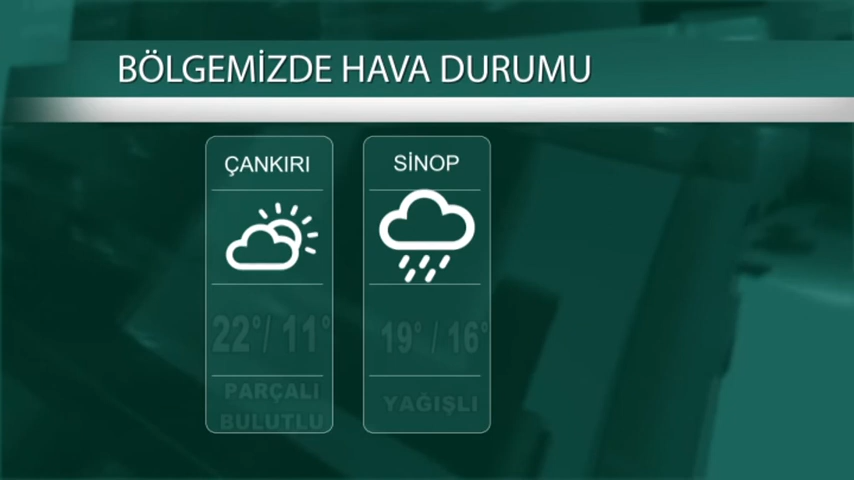 BÖLGEMİZDE HAVA DURUMU
ÇANKIRI
22°/ 11°
PARÇALI
BULUTLU
SİNOP
19° / 16°
YAĞIŞLI